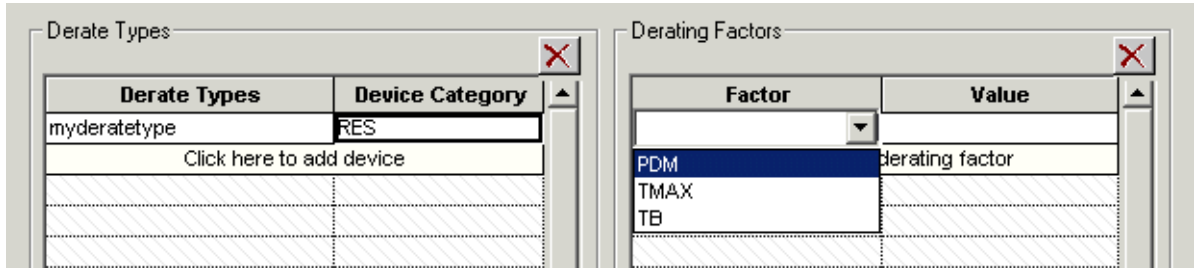 Derate Types
Derating Factors
Derate Types Device Category
Factor Value
myderatetype RES
Click here to add device
PDM
derating factor
TMAX
TB